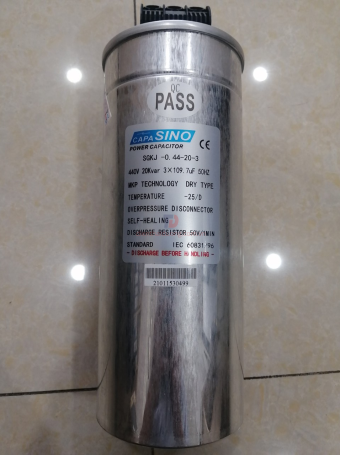 QC
PASS
CAPASINO
POWER CAPACITOR
CE
SGKJ -0.44-20-3
440V 20Kvar 3×109.7uF 50HZ
MKP TECHNOLOGY DRY TYPE
TEMPERATURE -25/D
OVERPRESSURE DISCONNECTOR
SELF-HEALING
DISCHARGE RESISTOR 50V/1MIN
STANDARD IEC 60831/96
- DISCHARGE BEFORE HANDLING -
21011530499